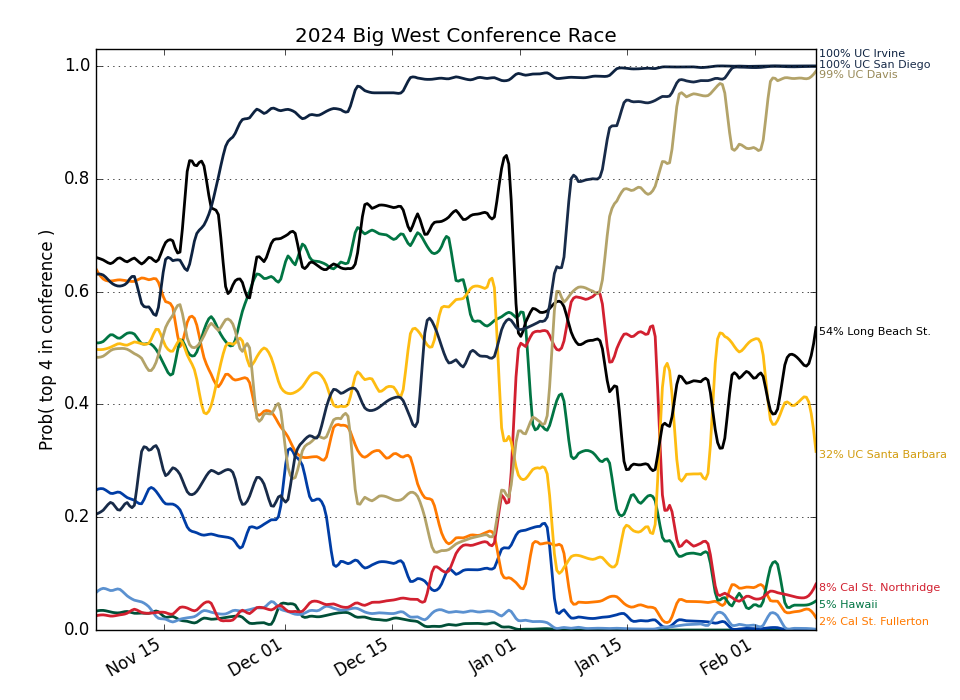 2024 Big West Conference Race
Prob( top 4 in conference )
1.0
0.8
0.6
0.4
0.2
0.0
Nov 15
Dec 01
Dec 15
Jan 01
Jan 15
Feb 01
100% UC Irvine
100% UC San Diego
99% UC Davis
54% Long Beach St.
32% UC Santa Barbara
8% Cal St. Northridge
5% Hawaii
2% Cal St. Fullerton